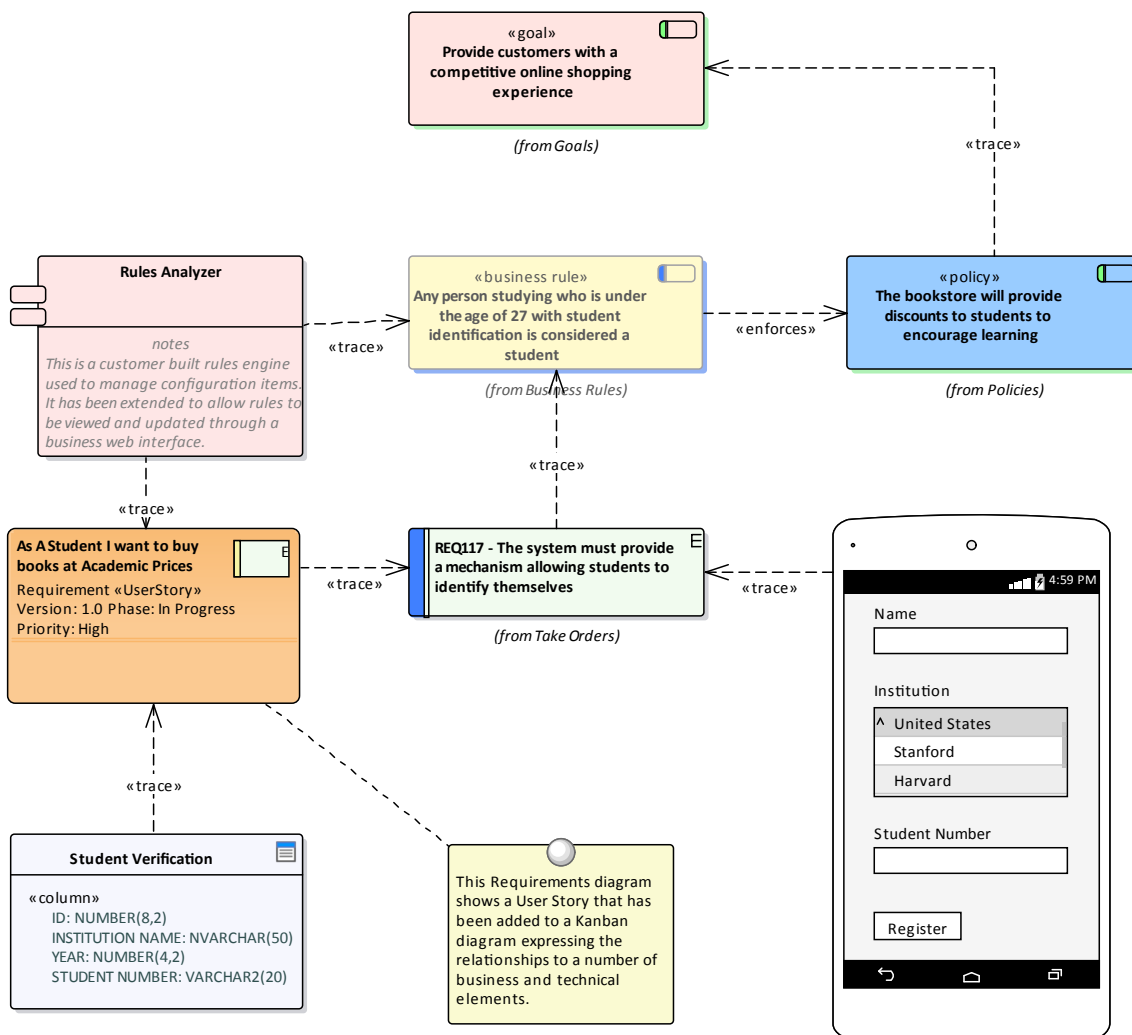 «goal»
Provide customers with a
competitive online shopping
experience
(from Goals)
«trace»
Rules Analyzer
notes
This is a customer built rules engine
used to manage configuration items.
It has been extended to allow rules to
be viewed and updated through a
business web interface.
«trace»
«business rule»
Any person studying who is under
the age of 27 with student
identification is considered a
student
(from Business Rules)
«enforces»
«policy»
The bookstore will provide
discounts to students to
encourage learning
(from Policies)
«trace»
«trace»
As A Student I want to buy
books at Academic Prices
E
Requirement «UserStory»
Version: 1.0 Phase: In Progress
Priority: High
«trace»
REQ117 - The system must provide
a mechanism allowing students to
identify themselves
E
(from Take Orders)
«trace»
4:59 PM
Name
Institution
^ United States
Stanford
Harvard
Student Number
Register
«trace»
Student Verification
«column»
ID: NUMBER(8,2)
INSTITUTION NAME: NVARCHAR(50)
YEAR: NUMBER(4,2)
STUDENT NUMBER: VARCHAR2(20)
This Requirements diagram
shows a User Story that has
been added to a Kanban
diagram expressing the
relationships to a number of
business and technical
elements.